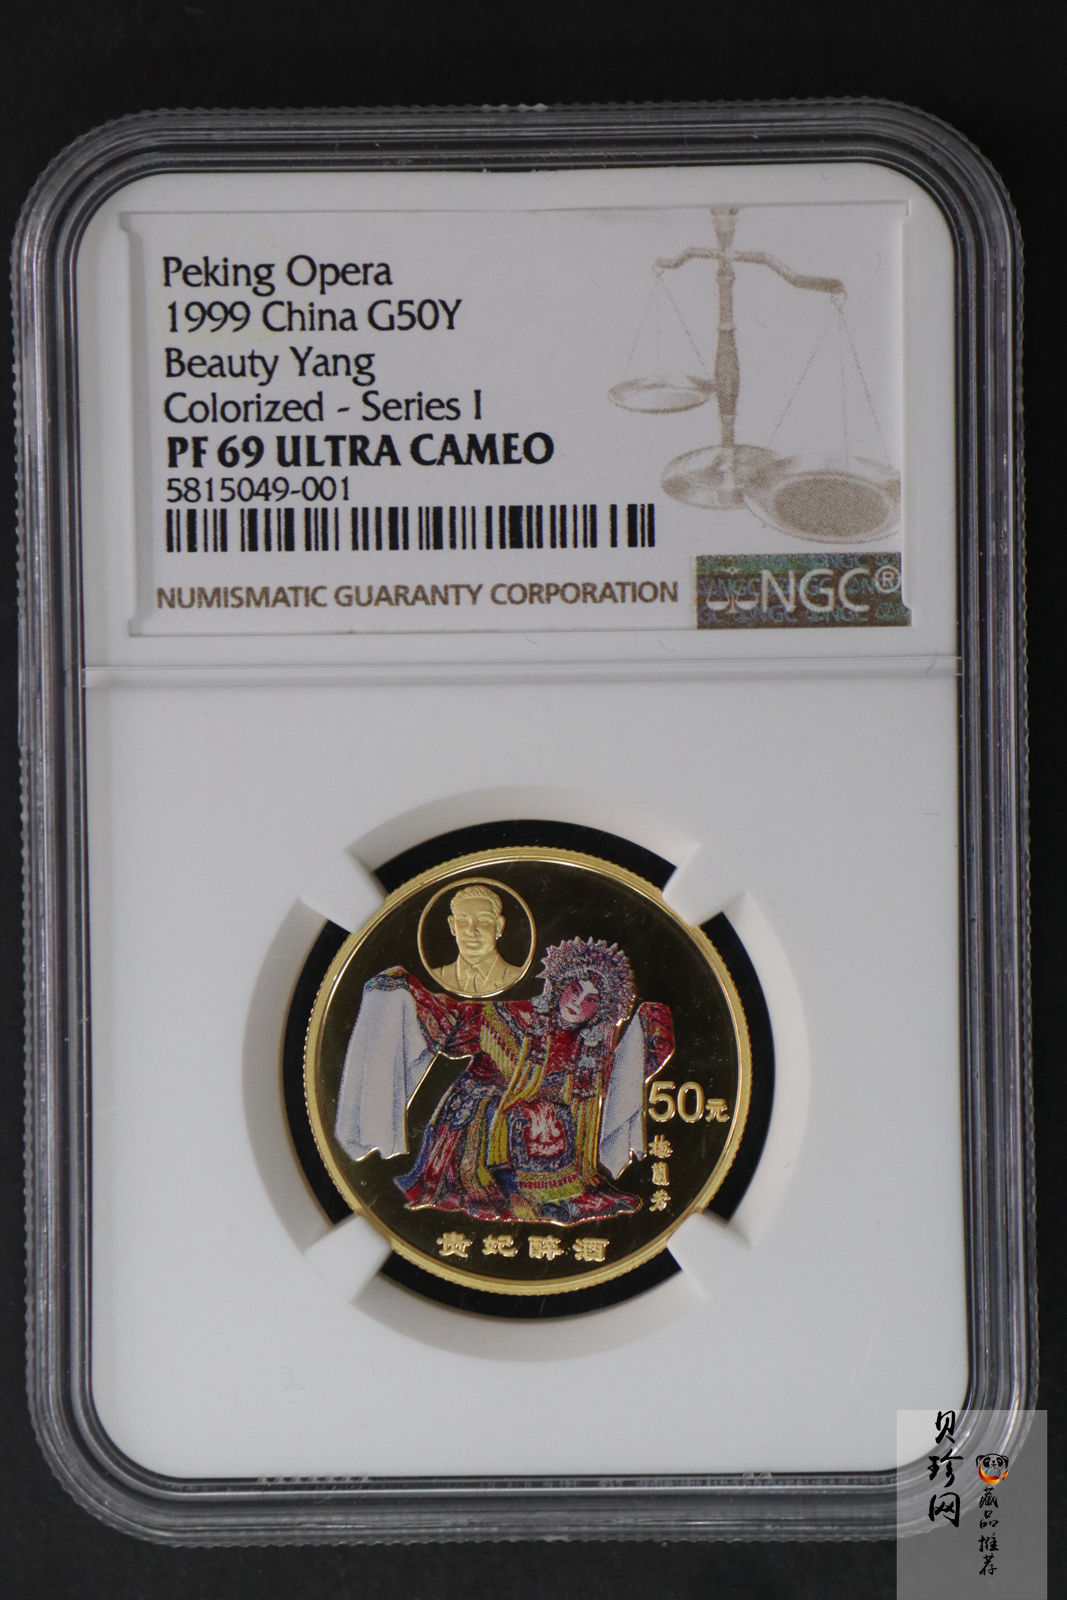 Peking Opera
1999 China G50Y
Beauty Yang
Colorized - Series I
PF 69 ULTRA CAMEO
5815049-001
NUMISMATIC GUARANTY CORPORATION
NGC®
50元
梅蘭芳
贵妃醉酒
贝珍网
藏品推荐